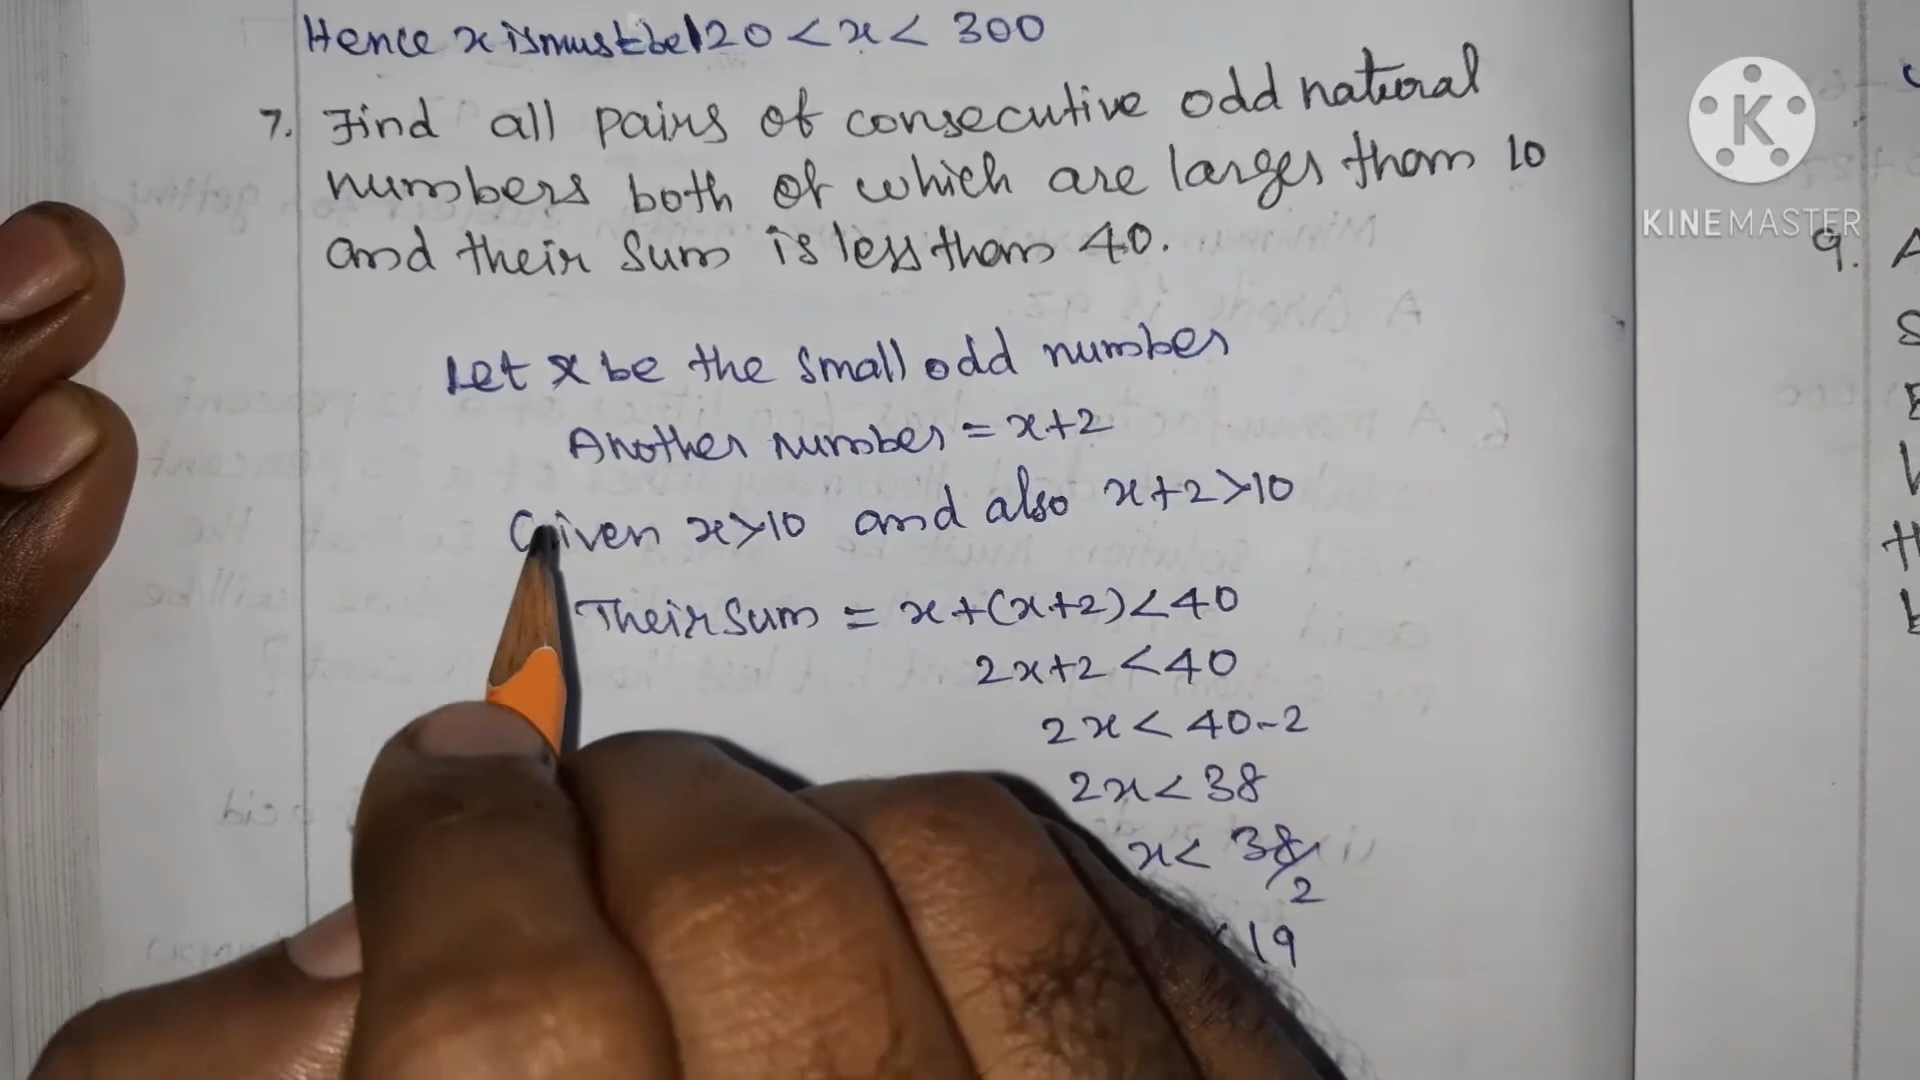 Hence x is must be 120 < x < 300
7. Find all pairs of consecutive odd natural
numbers both of which are larger than 10
and their sum is less than 40.
Let x be the small odd number
Another number = x+2
Given x>10 and also x+2>10
Their sum = x+(x+2)<40
2x+2 <40
2x < 40-2
2x < 38
x < 38/2
19
K
KINEMASTER
9. A
S
H
b